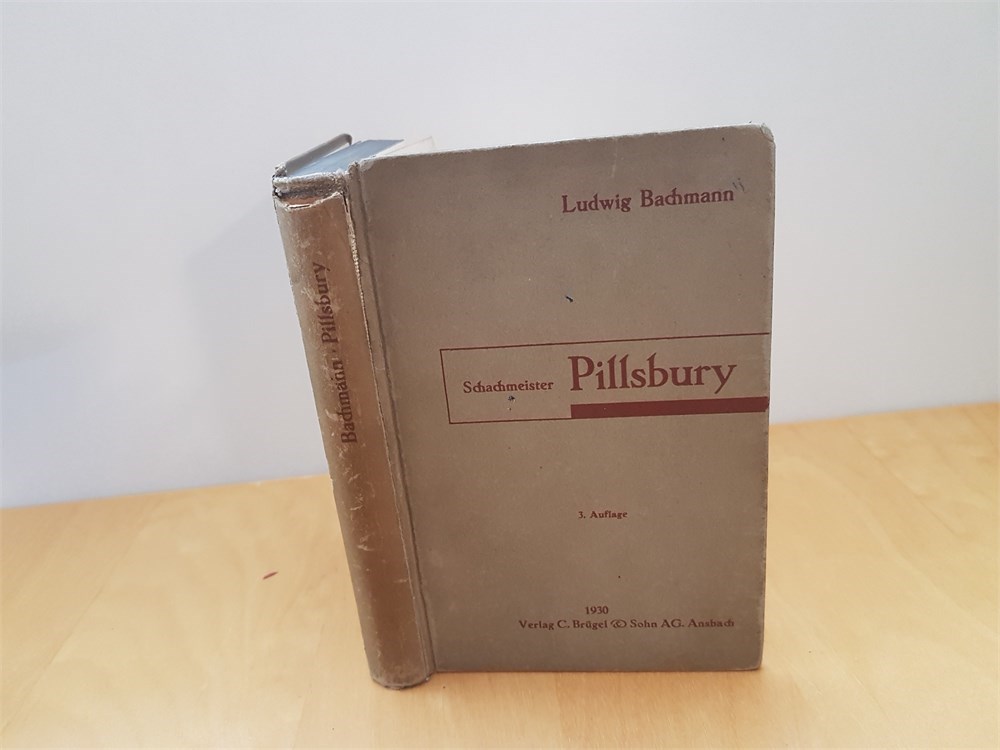 Bachmann · Pillsbury
Ludwig Bachmann
Schachmeister Pillsbury
3. Auflage
1930
Verlag C. Brügel & Sohn AG. Ansbach